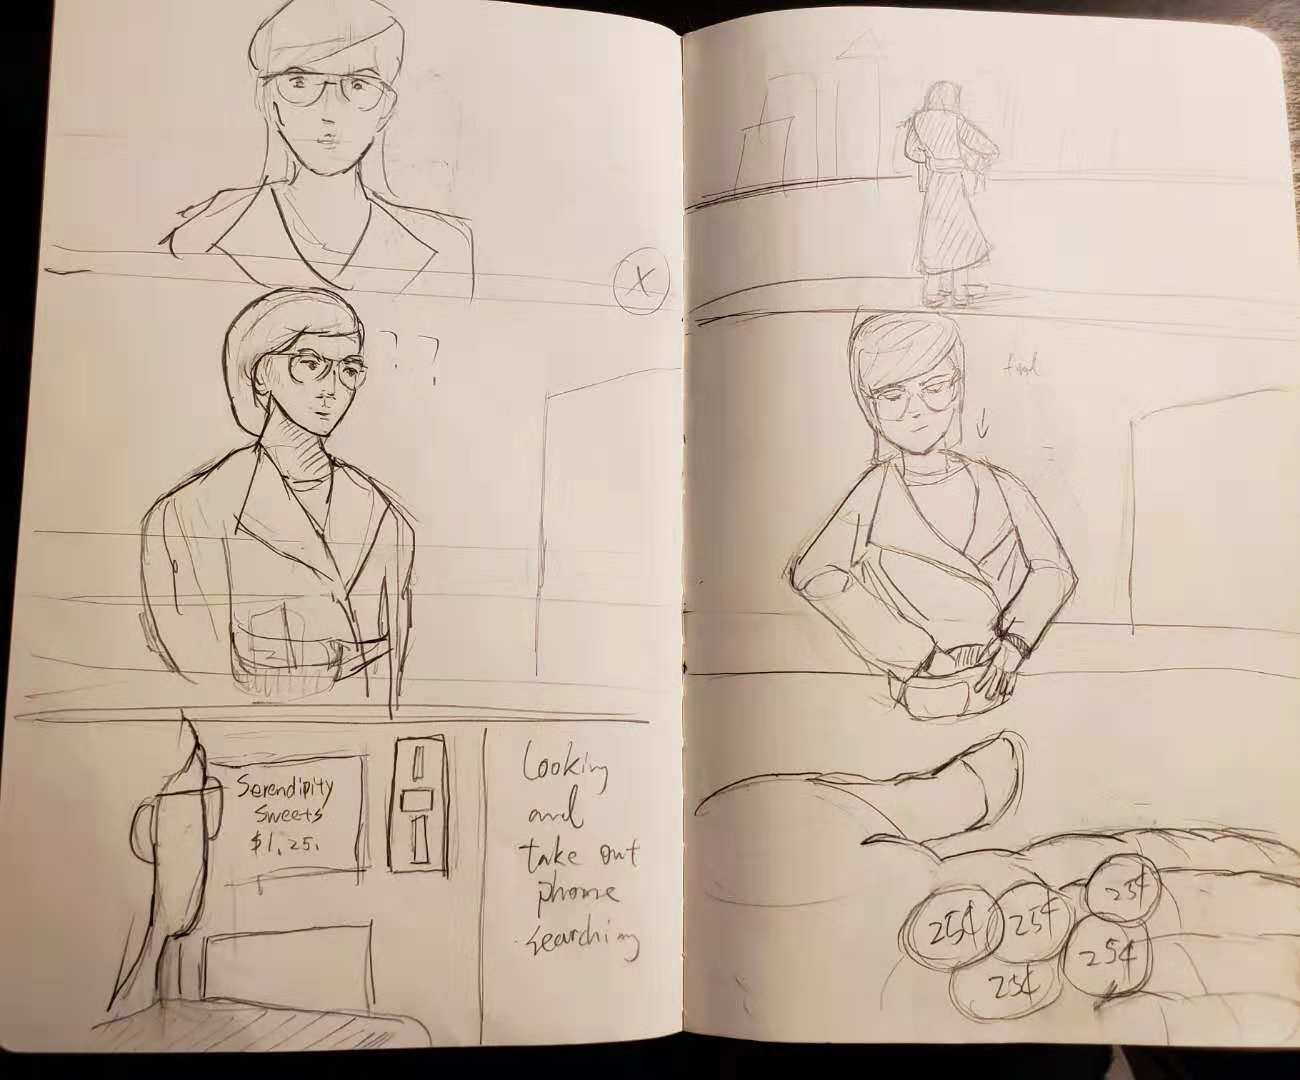 X
? ?
Serendipity
Sweets
$1.25.
Looking
and
take out
phone
searching
25¢
25¢
25¢
25¢
25¢